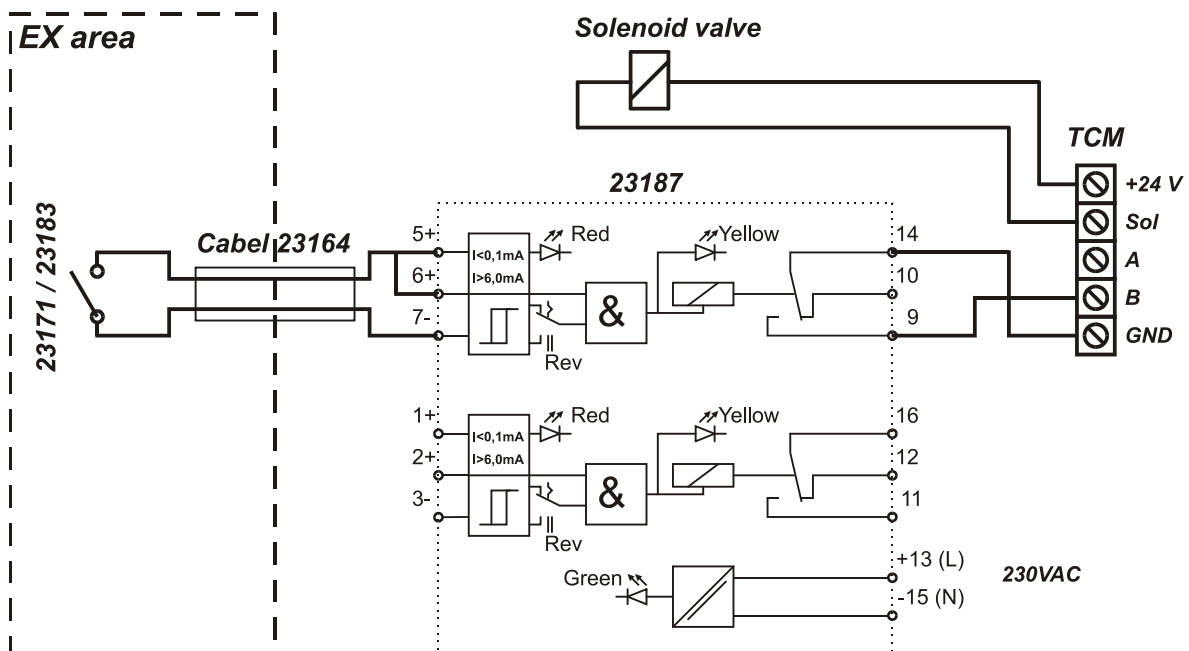 EX area
Solenoid valve
TCM
+24 V
Sol
A
B
GND
23187
23171 / 23183
Cabel 23164
5+
6+
7-
I<0,1mA
I>6,0mA
Red
Rev
&
Yellow
14
10
9
1+
2+
3-
I<0,1mA
I>6,0mA
Red
Rev
&
Yellow
16
12
11
Green
+13 (L)
-15 (N)
230VAC